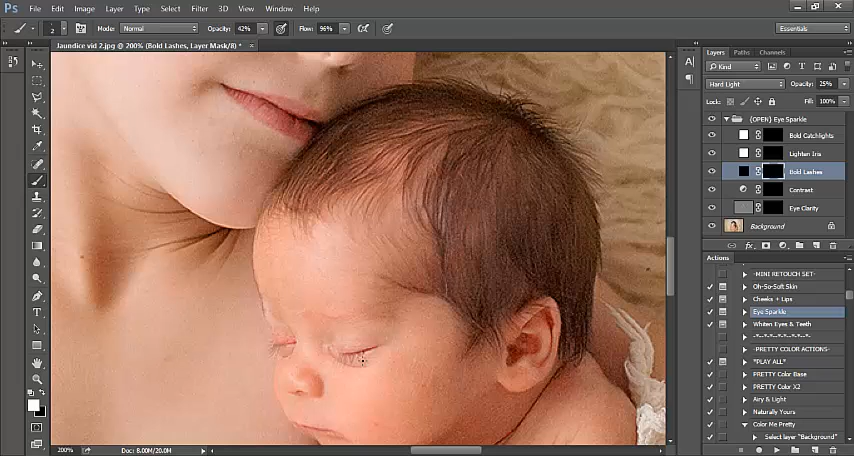 Ps File Edit Image Layer Type Select Filter 3D View Window Help
2 Mode: Normal Opacity: 42% Flow: 96% Essentials
Jaundice vid 2.jpg @ 200% (Bold Lashes, Layer Mask/8) * ×
Layers Paths Channels
Kind
Hard Light Opacity: 25%
Lock: Fill: 100%
(OPEN) Eye Sparkle
Bold Catchlights
Lighten Iris
Bold Lashes
Contrast
Eye Clarity
Background
Actions
-MINI RETOUCH SET-
Oh-So-Soft Skin
Cheeks + Lips
Eye Sparkle
Whiten Eyes & Teeth
-PRETTY COLOR ACTIONS-
*PLAY ALL*
PRETTY Color Base
PRETTY Color X2
Airy & Light
Naturally Yours
Color Me Pretty
Select layer "Background"
200% Doc: 8.00M/20.0M